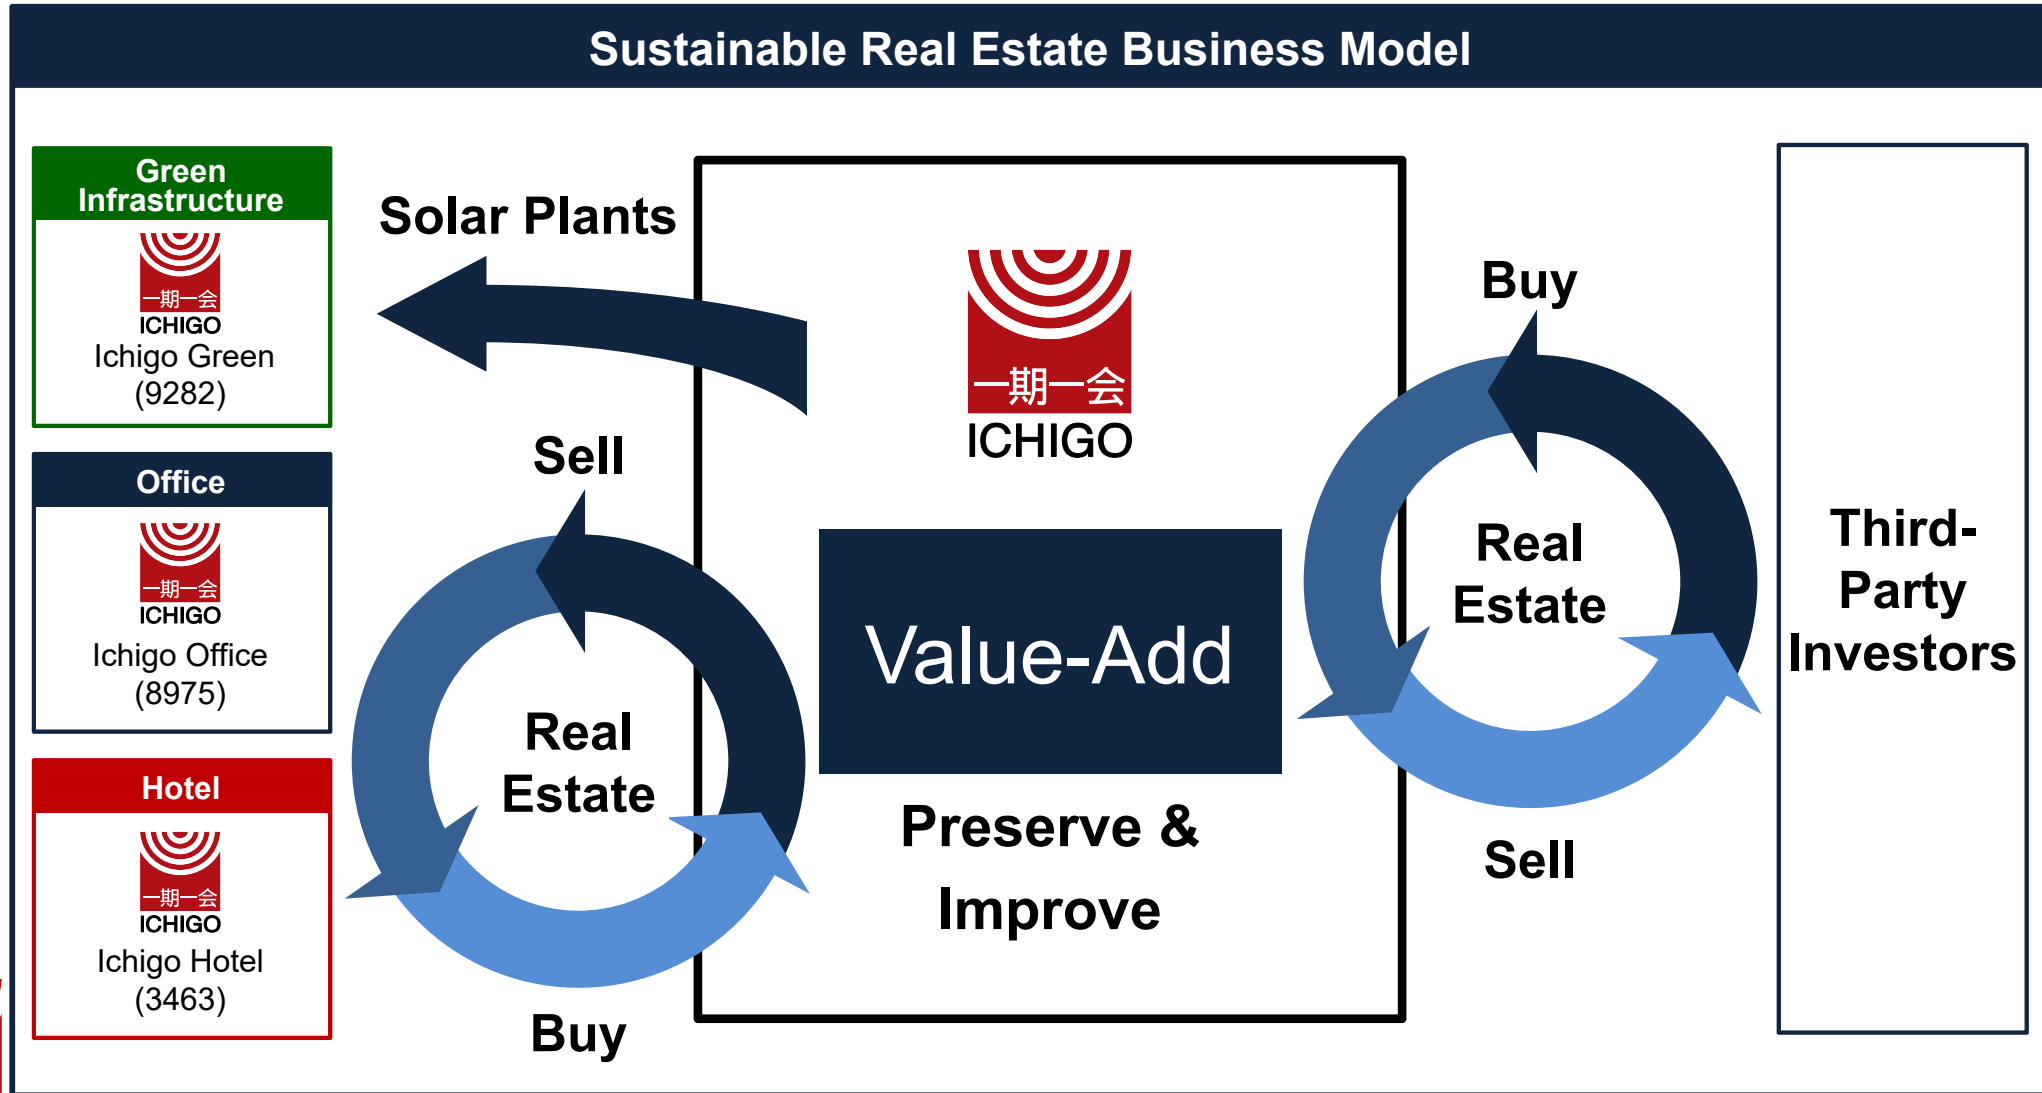 Sustainable Real Estate Business Model
Green
Infrastructure
一期一会
ICHIGO
Ichigo Green
(9282)
Office
一期一会
ICHIGO
Ichigo Office
(8975)
Hotel
一期一会
ICHIGO
Ichigo Hotel
(3463)
Solar Plants
Sell
Real
Estate
Buy
一期一会
ICHIGO
Value-Add
Preserve &
Improve
Buy
Real
Estate
Sell
Third-
Party
Investors